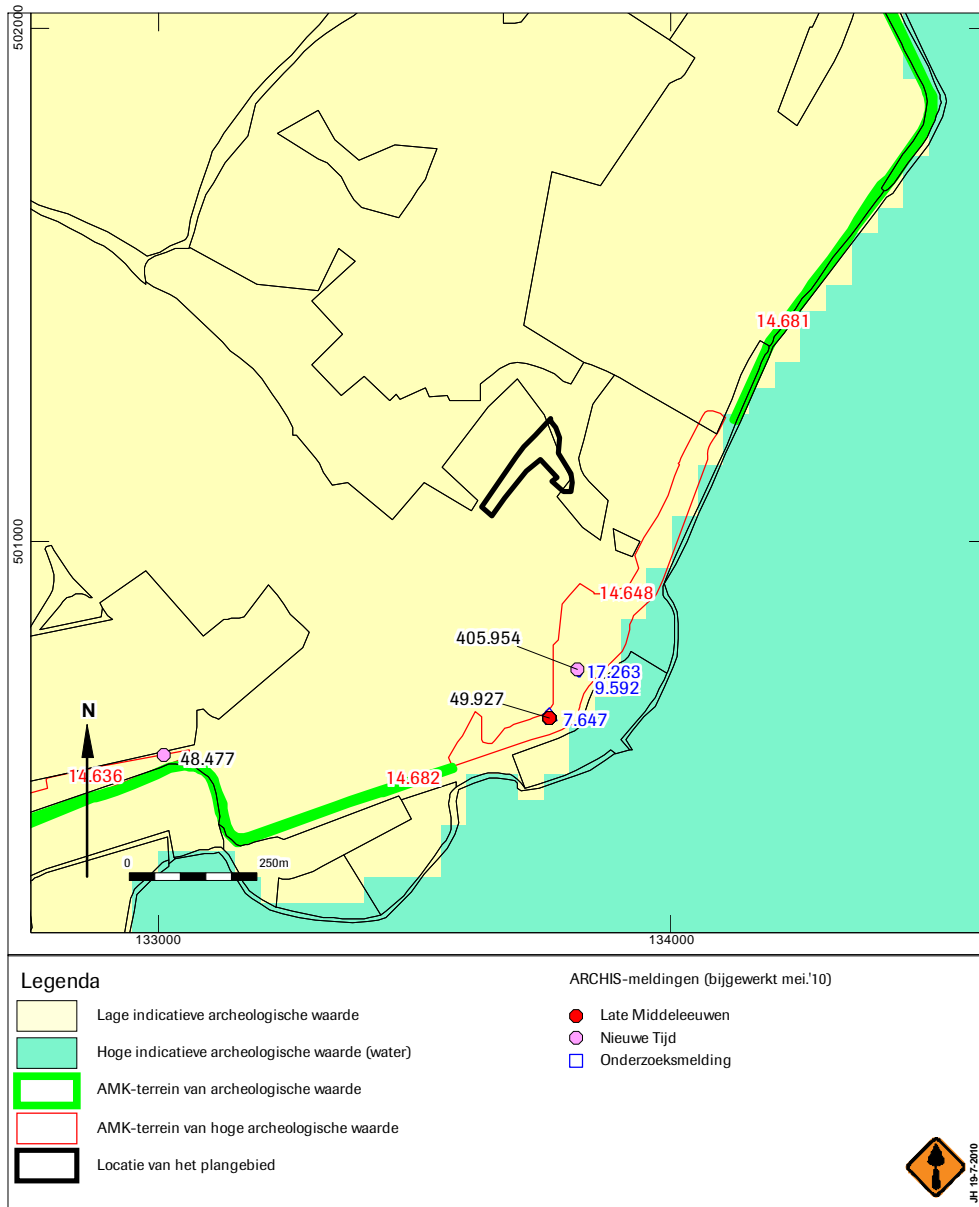 502000
14.681
501000
14.648
405.954
17.263
9.592
49.927
7.647
N
48.477
14.636
14.682
0
250m
133000
134000
Legenda
Lage indicatieve archeologische waarde
Hoge indicatieve archeologische waarde (water)
AMK-terrein van archeologische waarde
AMK-terrein van hoge archeologische waarde
Locatie van het plangebied
ARCHIS-meldingen (bijgewerkt mei.'10)
Late Middeleeuwen
Nieuwe Tijd
Onderzoeksmelding
JH 19-7-2010